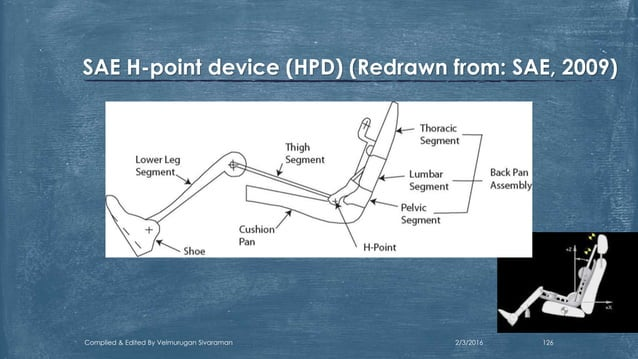 SAE H-point device (HPD) (Redrawn from: SAE, 2009)
Thoracic
Segment
Thigh
Segment
Lower Leg
Segment
Lumbar
Segment
Back Pan
Assembly
Pelvic
Segment
Cushion
Pan
Shoe
H-Point
+Z
+X
Complied & Edited By Velmurugan Sivaraman
2/3/2016
126